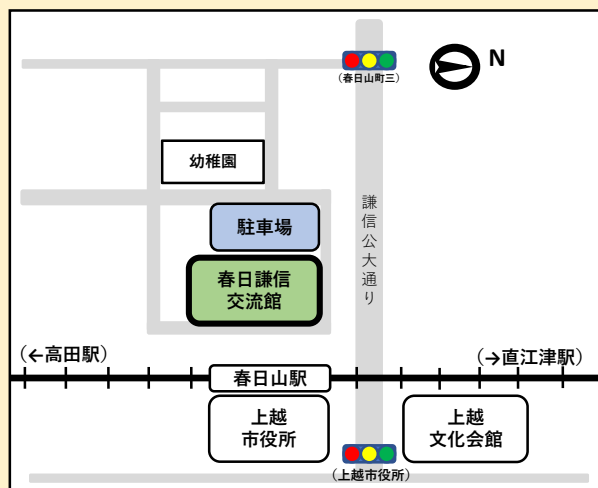 N
(春日山町三)
幼稚園
駐車場
謙信公大通り
春日謙信
交流館
(←高田駅)
(→直江津駅)
春日山駅
上越
市役所
上越
文化会館
(上越市役所)